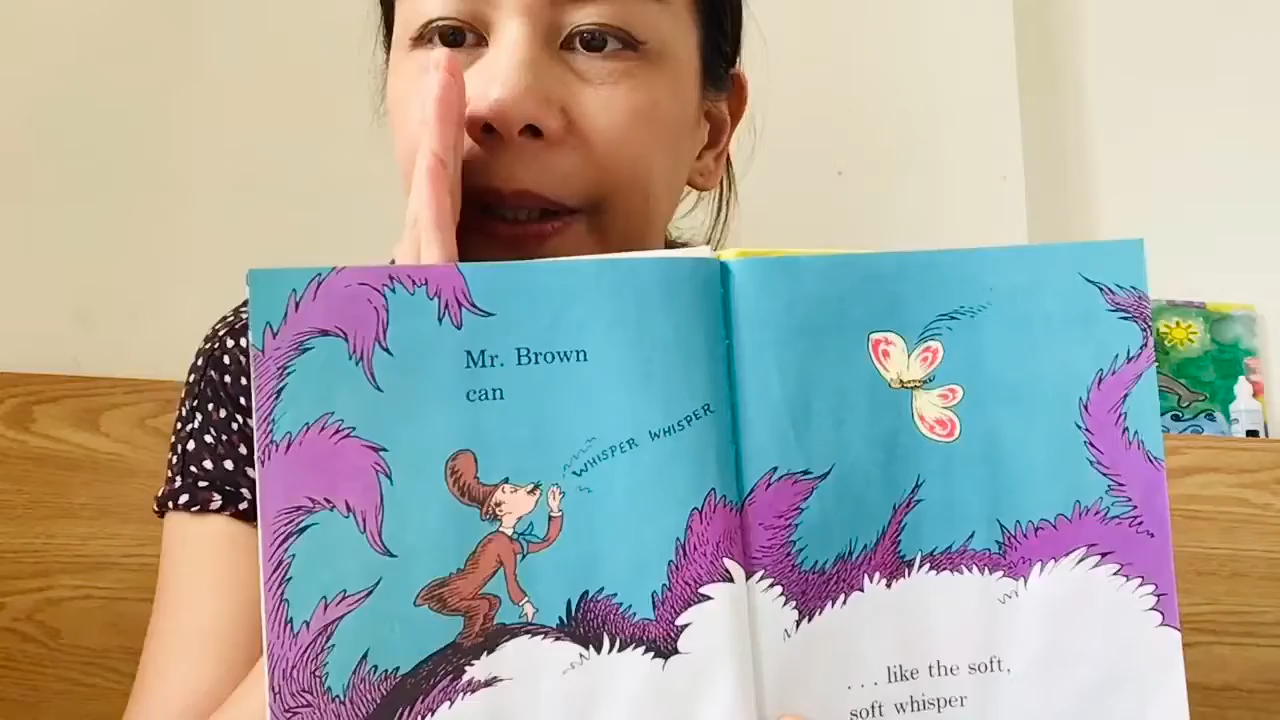 Mr. Brown
can
WHISPER WHISPER
. . . like the soft,
soft whisper